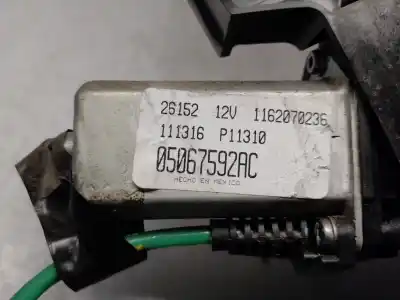 26152 12V 1162070236
111316 P11310
05067592AC
HECHO EN MEXICO